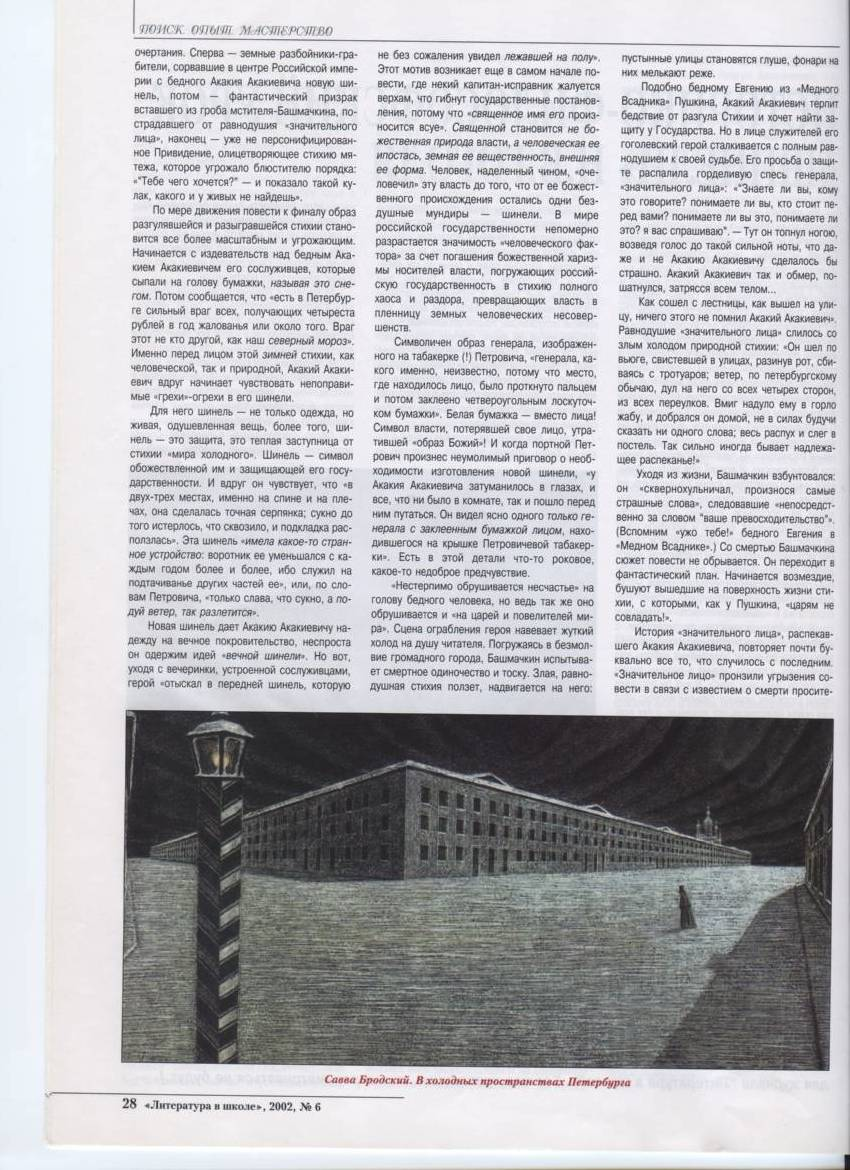 ПОИСК ОПЫТ МАСТЕРСТВО
очертания. Сперва — земные разбойники-гра-
бители, сорвавшие в центре Российской импе-
рии с бедного Акакия Акакиевича новую ши-
нель, потом — фантастический призрак
вставшего из гроба мстителя-Башмачкина, по-
страдавшего от равнодушия «значительного
лица», наконец — уже не персонифицирован-
ное Привидение, олицетворяющее стихию мя-
тежа, которое угрожало блюстителю порядка:
«"Тебе чего хочется?" — и показало такой ку-
лак, какого и у живых не найдешь».
По мере движения повести к финалу образ
разгулявшейся и разыгравшейся стихии стано-
вится все более масштабным и угрожающим.
Начинается с издевательств над бедным Ака-
кием Акакиевичем его сослуживцев, которые
сыпали на голову бумажки, называя это сне-
гом. Потом сообщается, что «есть в Петербур-
ге сильный враг всех, получающих четыреста
рублей в год жалованья или около того. Враг
этот не кто другой, как наш северный мороз».
Именно перед лицом этой зимней стихии, как
человеческой, так и природной, Акакий Акаки-
евич вдруг начинает чувствовать непоправи-
мые «грехи»-огрехи в его шинели.
Для него шинель — не только одежда, но
живая, одушевленная вещь, более того, ши-
нель — это защита, это теплая заступница от
стихии «мира холодного». Шинель — символ
обожествленной им и защищающей его госу-
дарственности. И вдруг он чувствует, что «в
двух-трех местах, именно на спине и на пле-
чах, она сделалась точная серпянка; сукно до
того истерлось, что сквозило, и подкладка рас-
ползлась». Эта шинель «имела какое-то стран-
ное устройство: воротник ее уменьшался с ка-
ждым годом более и более, ибо служил на
подтачиванье других частей ее», или, по сло-
вам Петровича, «только слава, что сукно, а по-
дуй ветер, так разлетится».
Новая шинель дает Акакию Акакиевичу на-
дежду на вечное покровительство, неспроста
он одержим идей «вечной шинели». Но вот,
уходя с вечеринки, устроенной сослуживцами,
герой «отыскал в передней шинель, которую
не без сожаления увидел лежавшей на полу».
Этот мотив возникает еще в самом начале по-
вести, где некий капитан-исправник жалуется
верхам, что гибнут государственные постанов-
ления, потому что «священное имя его произ-
носится всуе». Священной становится не бо-
жественная природа власти, а человеческая ее
ипостась, земная ее вещественность, внешняя
ее форма. Человек, наделенный чином, «оче-
ловечил» эту власть до того, что от ее божест-
венного происхождения остались одни без-
душные мундиры — шинели. В мире
российской государственности непомерно
разрастается значимость «человеческого фак-
тора» за счет погашения божественной хариз-
мы носителей власти, погружающих россий-
скую государственность в стихию полного
хаоса и раздора, превращающих власть в
пленницу земных человеческих несовер-
шенств.
Символичен образ генерала, изображен-
ного на табакерке (!) Петровича, «генерала, ка-
кого именно, неизвестно, потому что место,
где находилось лицо, было проткнуто пальцем
и потом заклеено четвероугольным лоскуточ-
ком бумажки». Белая бумажка — вместо лица!
Символ власти, потерявшей свое лицо, утра-
тившей «образ Божий»! И когда портной Пет-
рович произнес неумолимый приговор о необ-
ходимости изготовления новой шинели, «у
Акакия Акакиевича затуманилось в глазах, и
все, что ни было в комнате, так и пошло перед
ним путаться. Он видел ясно одного только ге-
нерала с заклеенным бумажкой лицом, нахо-
дившегося на крышке Петровичевой табакер-
ки». Есть в этой детали что-то роковое,
какое-то недоброе предчувствие.
«Нестерпимо обрушивается несчастье» на
голову бедного человека, но ведь так же оно
обрушивается и «на царей и повелителей ми-
ра». Сцена ограбления героя навевает жуткий
холод на душу читателя. Погружаясь в безмол-
вие громадного города, Башмачкин испытыва-
ет смертное одиночество и тоску. Злая, равно-
душная стихия ползет, надвигается на него:
пустынные улицы становятся глуше, фонари на
них мелькают реже.
Подобно бедному Евгению из «Медного
Всадника» Пушкина, Акакий Акакиевич терпит
бедствие от разгула Стихии и хочет найти за-
щиту у Государства. Но в лице служителей его
гоголевский герой сталкивается с полным рав-
нодушием к своей судьбе. Его просьба о защи-
те распалила горделивую спесь генерала,
«значительного лица»: «"Знаете ли вы, кому
это говорите? понимаете ли вы, кто стоит пе-
ред вами? понимаете ли вы это, понимаете ли
это? я вас спрашиваю". — Тут он топнул ногою,
возведя голос до такой сильной ноты, что да-
же и не Акакию Акакиевичу сделалось бы
страшно. Акакий Акакиевич так и обмер, по-
шатнулся, затрясся всем телом...
Как сошел с лестницы, как вышел на ули-
цу, ничего этого не помнил Акакий Акакиевич».
Равнодушие «значительного лица» слилось со
злым холодом природной стихии: «Он шел по
вьюге, свистевшей в улицах, разинув рот, сби-
ваясь с тротуаров; ветер, по петербургскому
обычаю, дул на него со всех четырех сторон,
из всех переулков. Вмиг надуло ему в горло
жабу, и добрался он домой, не в силах будучи
сказать ни одного слова; весь распух и слег в
постель. Так сильно иногда бывает надлежа-
щее распеканье!»
Уходя из жизни, Башмачкин взбунтовался:
он «сквернохульничал, произнося самые
страшные слова», следовавшие «непосредст-
венно за словом "ваше превосходительство"».
(Вспомним «ужо тебе!» бедного Евгения в
«Медном Всаднике».) Со смертью Башмачкина
сюжет повести не обрывается. Он переходит в
фантастический план. Начинается возмездие,
бушуют вышедшие на поверхность жизни сти-
хии, с которыми, как у Пушкина, «царям не
совладать!».
История «значительного лица», распекав-
шего Акакия Акакиевича, повторяет почти бу-
квально все то, что случилось с последним.
«Значительное лицо» пронзили угрызения со-
вести в связи с известием о смерти просите-
Савва Бродский. В холодных пространствах Петербурга
28 «Литература в школе», 2002, № 6